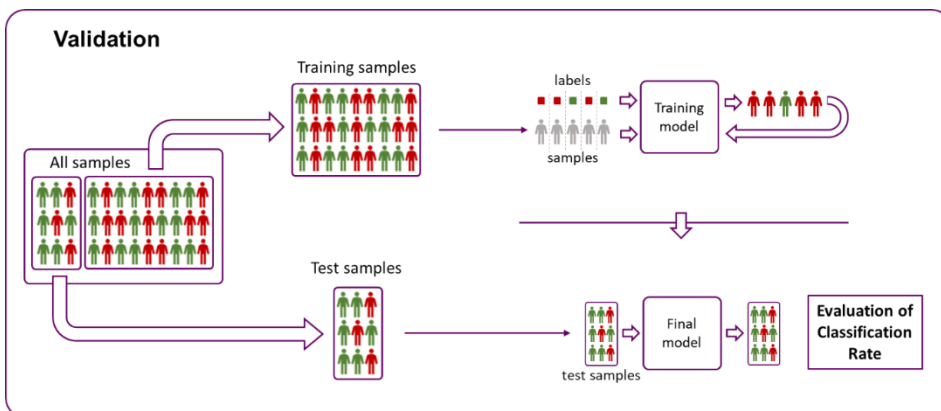 Validation
Training samples
labels
Training
model
samples
All samples
Test samples
Final
model
test samples
Evaluation of
Classification
Rate